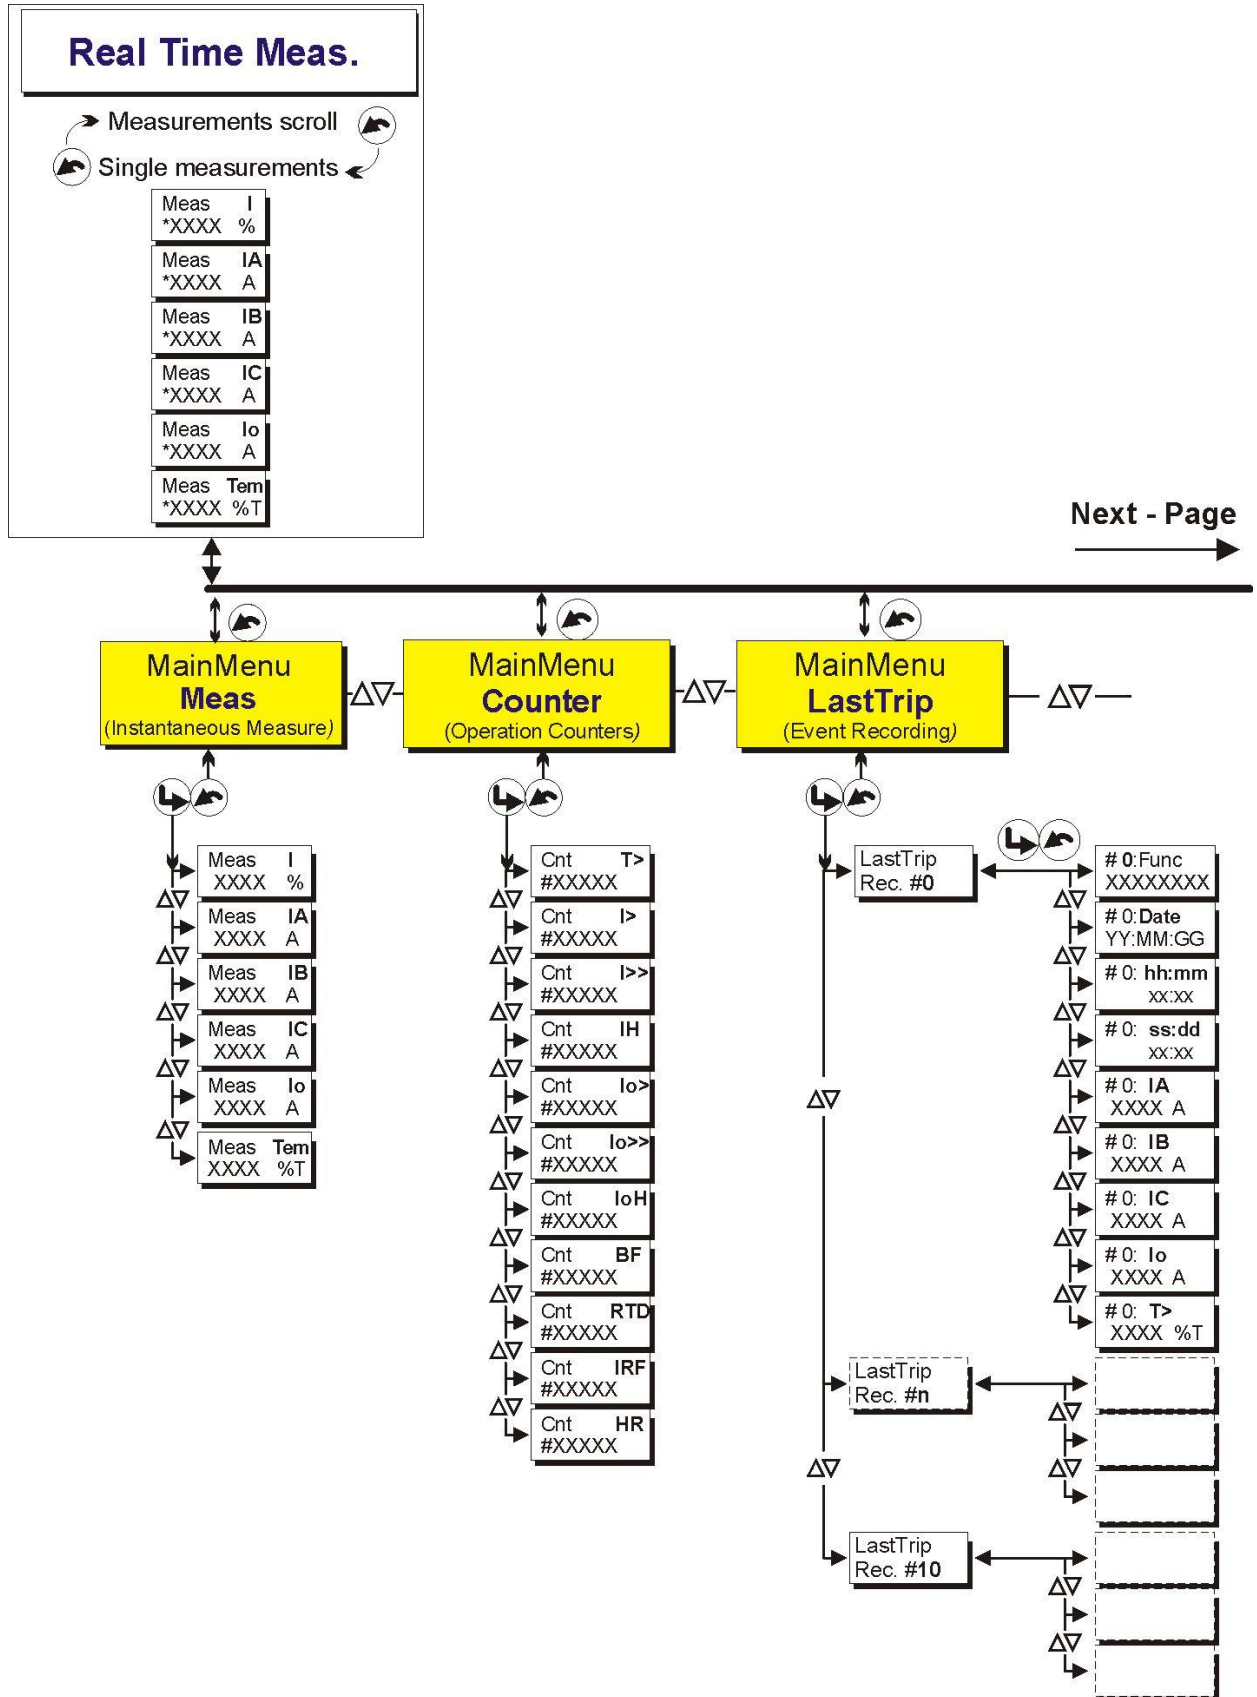 Real Time Meas.
Measurements scroll
Single measurements
Meas I
*XXXX %
Meas IA
*XXXX A
Meas IB
*XXXX A
Meas IC
*XXXX A
Meas Io
*XXXX A
Meas Tem
*XXXX %T
Next - Page
MainMenu
Meas
(Instantaneous Measure)
MainMenu
Counter
(Operation Counters)
MainMenu
LastTrip
(Event Recording)
Meas I
XXXX %
Meas IA
XXXX A
Meas IB
XXXX A
Meas IC
XXXX A
Meas Io
XXXX A
Meas Tem
XXXX %T
Cnt T>
#XXXXX
Cnt I>
#XXXXX
Cnt I>>
#XXXXX
Cnt IH
#XXXXX
Cnt Io>
#XXXXX
Cnt Io>>
#XXXXX
Cnt IoH
#XXXXX
Cnt BF
#XXXXX
Cnt RTD
#XXXXX
Cnt IRF
#XXXXX
Cnt HR
#XXXXX
LastTrip
Rec. #0
# 0:Func
XXXXXXXX
# 0:Date
YY:MM:GG
# 0: hh:mm
xx:xx
# 0: ss:dd
xx:xx
# 0: IA
XXXX A
# 0: IB
XXXX A
# 0: IC
XXXX A
# 0: Io
XXXX A
# 0: T>
XXXX %T
LastTrip
Rec. #n
LastTrip
Rec. #10